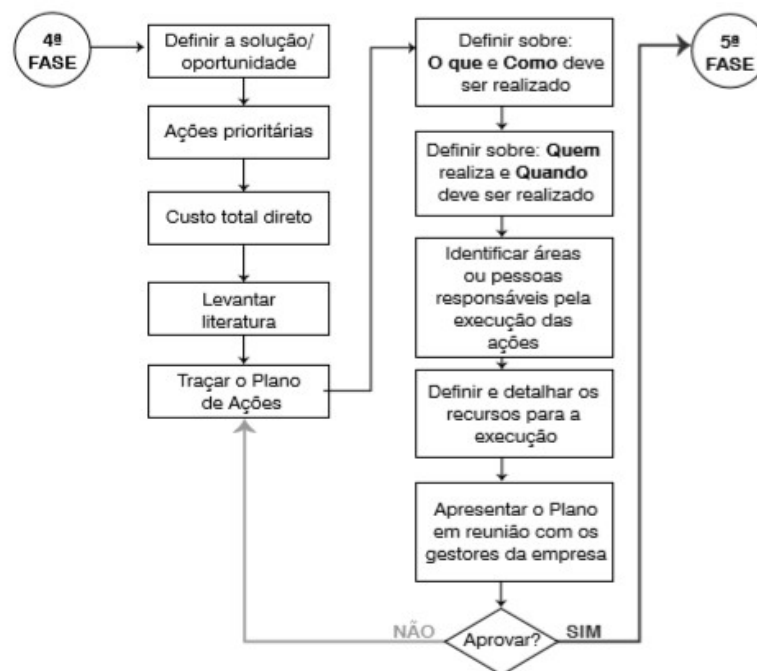 4ª
FASE
Definir a solução/
oportunidade
Ações prioritárias
Custo total direto
Levantar
literatura
Traçar o Plano
de Ações
Definir sobre:
O que e Como deve
ser realizado
Definir sobre: Quem
realiza e Quando
deve ser realizado
Identificar áreas
ou pessoas
responsáveis pela
execução das
ações
Definir e detalhar os
recursos para a
execução
Apresentar o Plano
em reunião com os
gestores da empresa
NÃO
Aprovar?
SIM
5ª
FASE